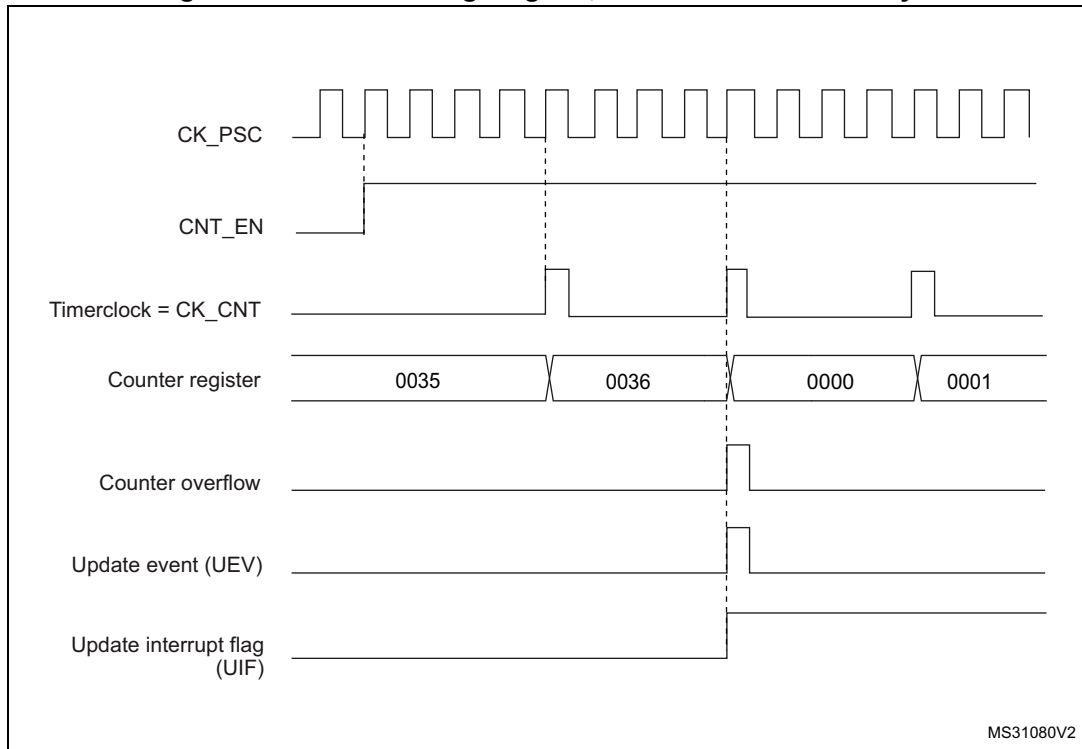 CK_PSC
CNT_EN
Timerclock = CK_CNT
Counter register 0035 0036 0000 0001
Counter overflow
Update event (UEV)
Update interrupt flag
(UIF)
MS31080V2